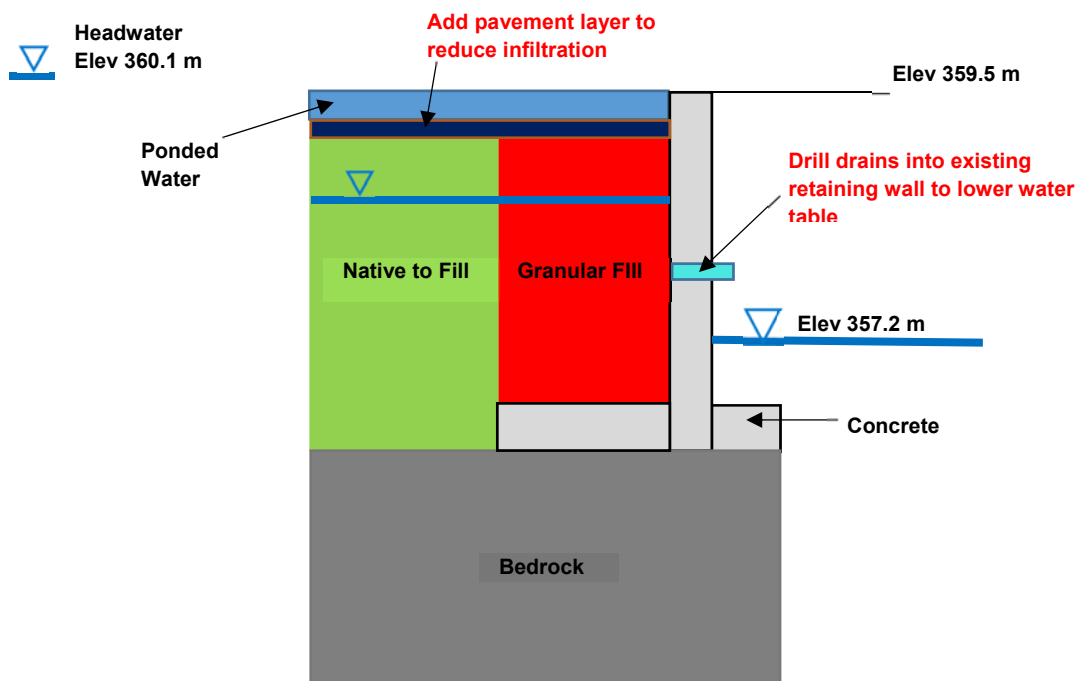 Headwater
Elev 360.1 m
Add pavement layer to
reduce infiltration
Elev 359.5 m
Ponded
Water
Drill drains into existing
retaining wall to lower water
table
Native to Fill
Granular FIll
Elev 357.2 m
Concrete
Bedrock